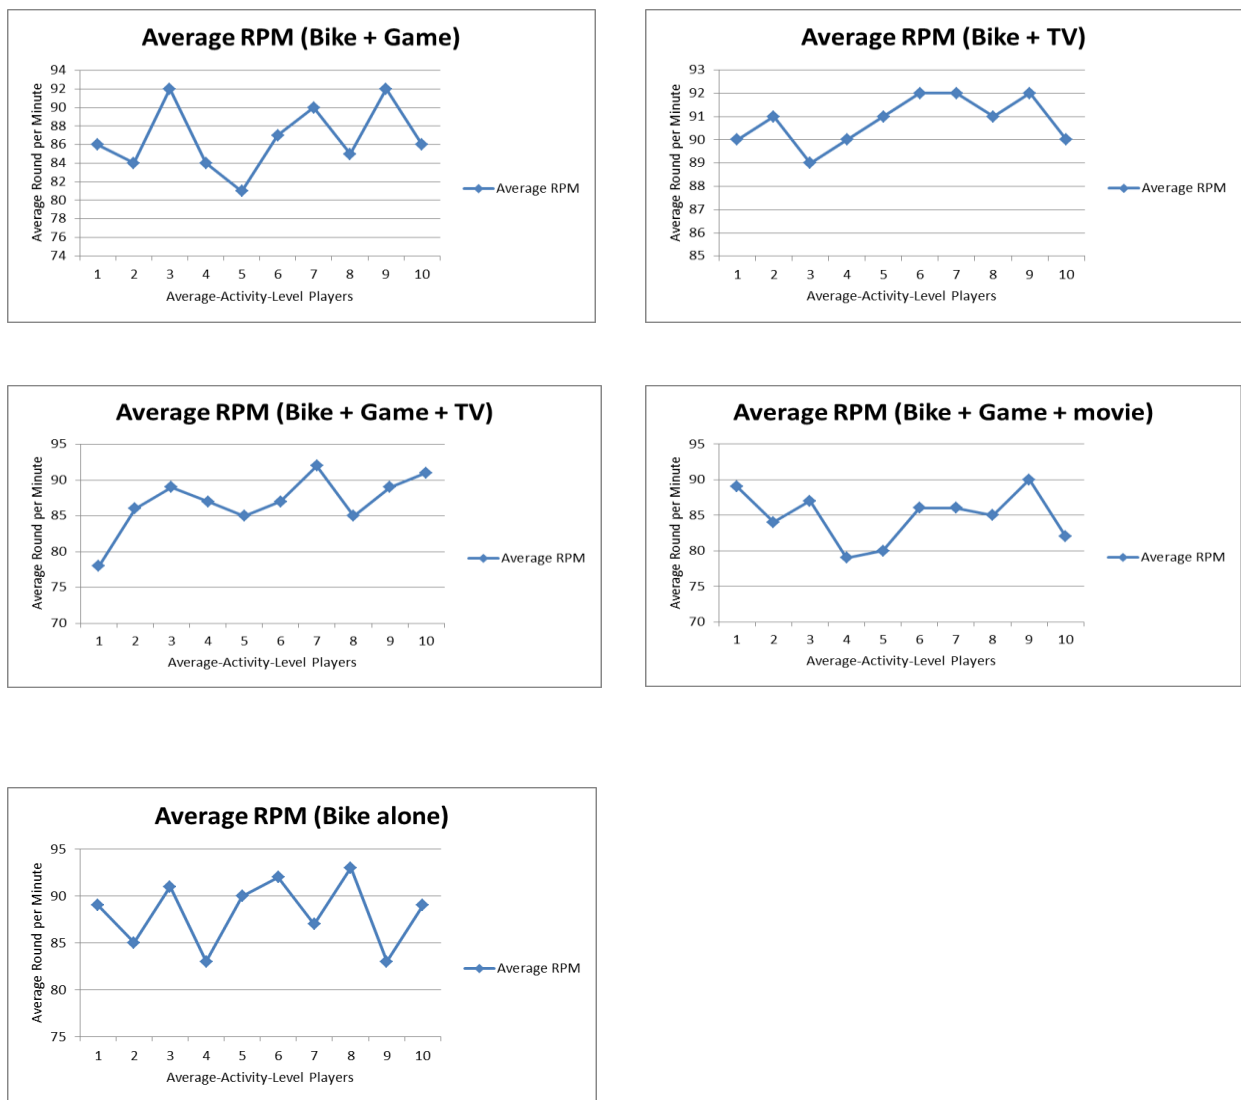 Average RPM (Bike + Game)
94
92
90
88
86
84
82
80
78
76
74
Average Round per Minute
1 2 3 4 5 6 7 8 9 10
Average-Activity-Level Players
Average RPM
Average RPM (Bike + TV)
93
92
91
90
89
88
87
86
85
Average Round per Minute
1 2 3 4 5 6 7 8 9 10
Average-Activity-Level Players
Average RPM
Average RPM (Bike + Game + TV)
95
90
85
80
75
70
Average Round per Minute
1 2 3 4 5 6 7 8 9 10
Average-Activity-Level Players
Average RPM
Average RPM (Bike + Game + movie)
95
90
85
80
75
70
Average Round per Minute
1 2 3 4 5 6 7 8 9 10
Average-Activity-Level Players
Average RPM
Average RPM (Bike alone)
95
90
85
80
75
Average Round per Minute
1 2 3 4 5 6 7 8 9 10
Average-Activity-Level Players
Average RPM